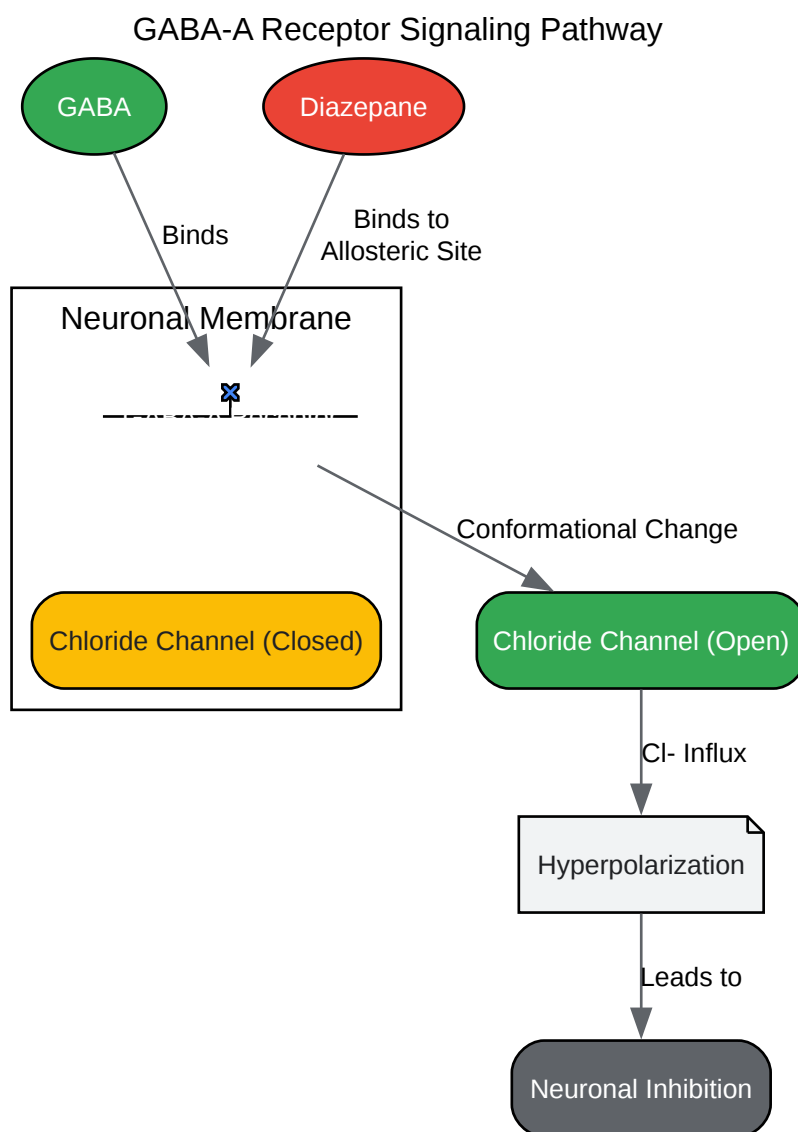 GABA-A Receptor Signaling Pathway
GABA
Diazepane
Binds
Binds to
Allosteric Site
Neuronal Membrane
Conformational Change
Chloride Channel (Closed)
Chloride Channel (Open)
Cl- Influx
Hyperpolarization
Leads to
Neuronal Inhibition